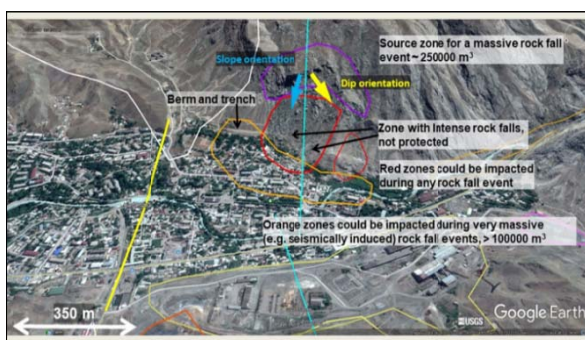 Source zone for a massive rock fall
event~ 250000 m³
Slope orientation
Dip orientation
Berm and trench
Zone with Intense rock falls,
not protected
Red zones could be impacted
during any rock fall event
Orange zones could be impacted during very massive
(e.g. seismically induced) rock fall events, > 100000 m³
350 m
USGS
Google Earth